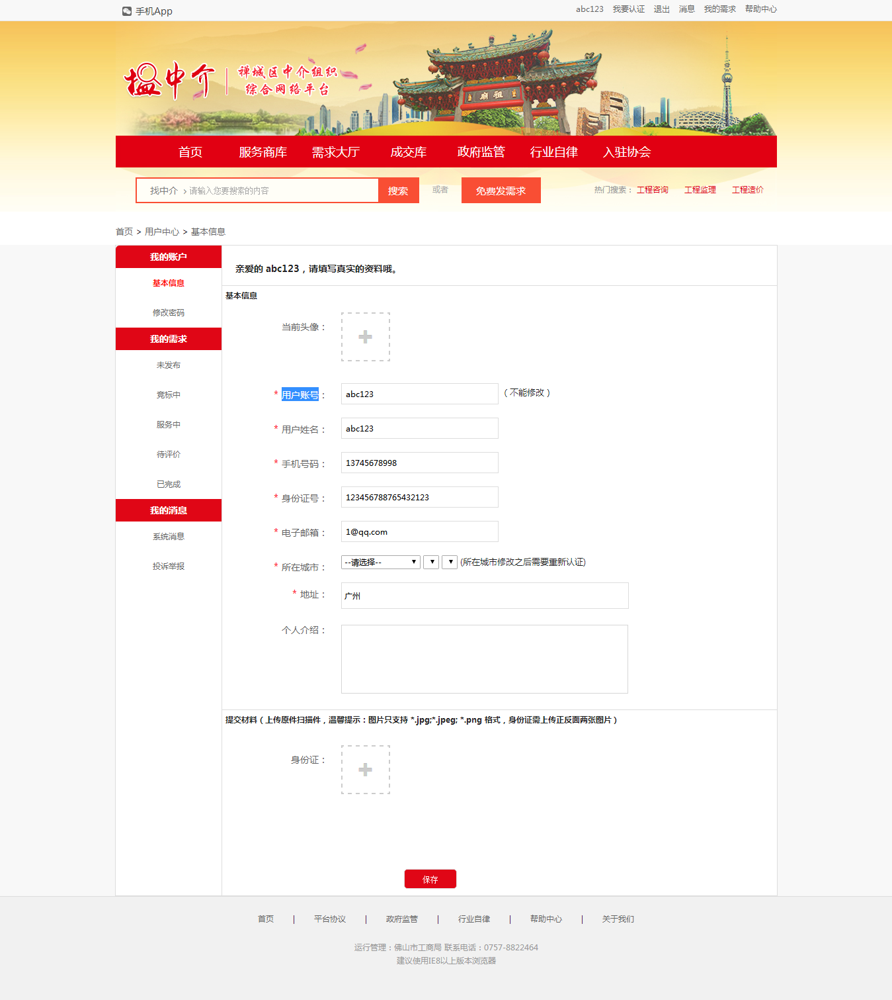 手机App
abc123 我要认证 退出 消息 我的需求 帮助中心
揾中介
禅城区中介组织
综合网络平台
廟祖
首页 服务商库 需求大厅 成交库 政府监管 行业自律 入驻协会
找中介 > 请输入您要搜索的内容 搜索 或者 免费发需求 热门搜索： 工程咨询 工程监理 工程造价
首页 > 用户中心 > 基本信息
我的账户
基本信息
修改密码
我的需求
未发布
竞标中
服务中
待评价
已完成
我的消息
系统消息
投诉举报
亲爱的 abc123，请填写真实的资料哦。
基本信息
当前头像：
* 用户账号： abc123 （不能修改）
* 用户姓名： abc123
* 手机号码： 13745678998
* 身份证号： 123456788765432123
* 电子邮箱： 1@qq.com
* 所在城市： --请选择-- (所在城市修改之后需要重新认证)
* 地址： 广州
个人介绍：
提交材料（上传原件扫描件，温馨提示：图片只支持 *.jpg;*.jpeg; *.png 格式，身份证需上传正反面两张图片）
身份证：
保存
首页 | 平台协议 | 政府监管 | 行业自律 | 帮助中心 | 关于我们
运行管理：佛山市工商局 联系电话：0757-8822464
建议使用IE8以上版本浏览器